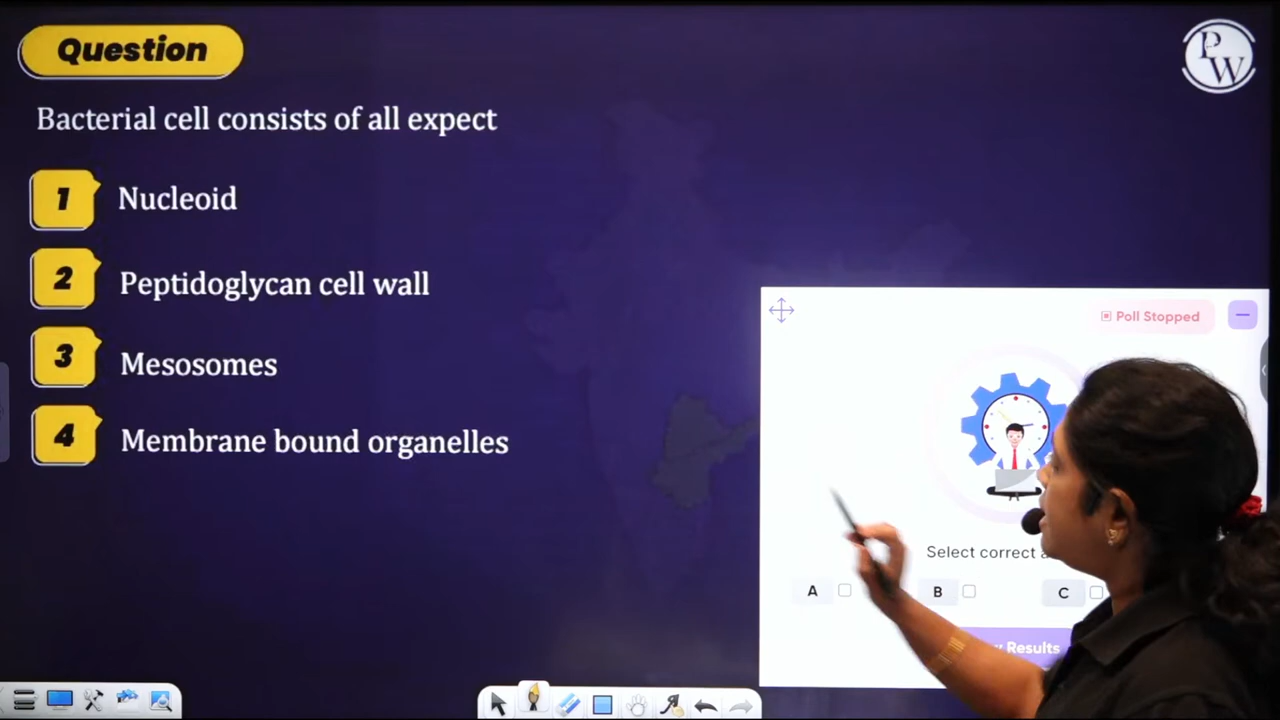 Question
PW
Bacterial cell consists of all expect
1 Nucleoid
2 Peptidoglycan cell wall
3 Mesosomes
4 Membrane bound organelles
Poll Stopped
Select correct
A
B
C
Results